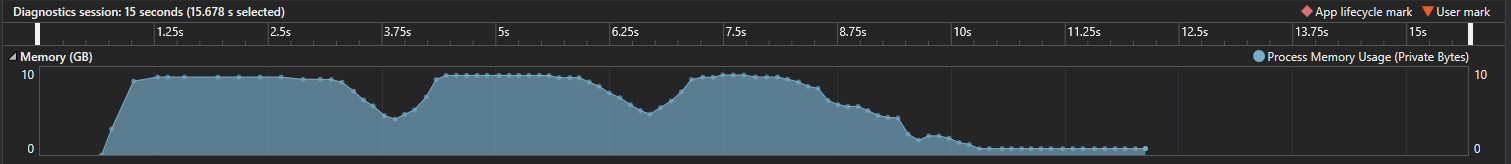 Diagnostics session: 15 seconds (15.678 s selected) App lifecycle mark User mark
1.25s 2.5s 3.75s 5s 6.25s 7.5s 8.75s 10s 11.25s 12.5s 13.75s 15s
Memory (GB) Process Memory Usage (Private Bytes)
10 10
0 0